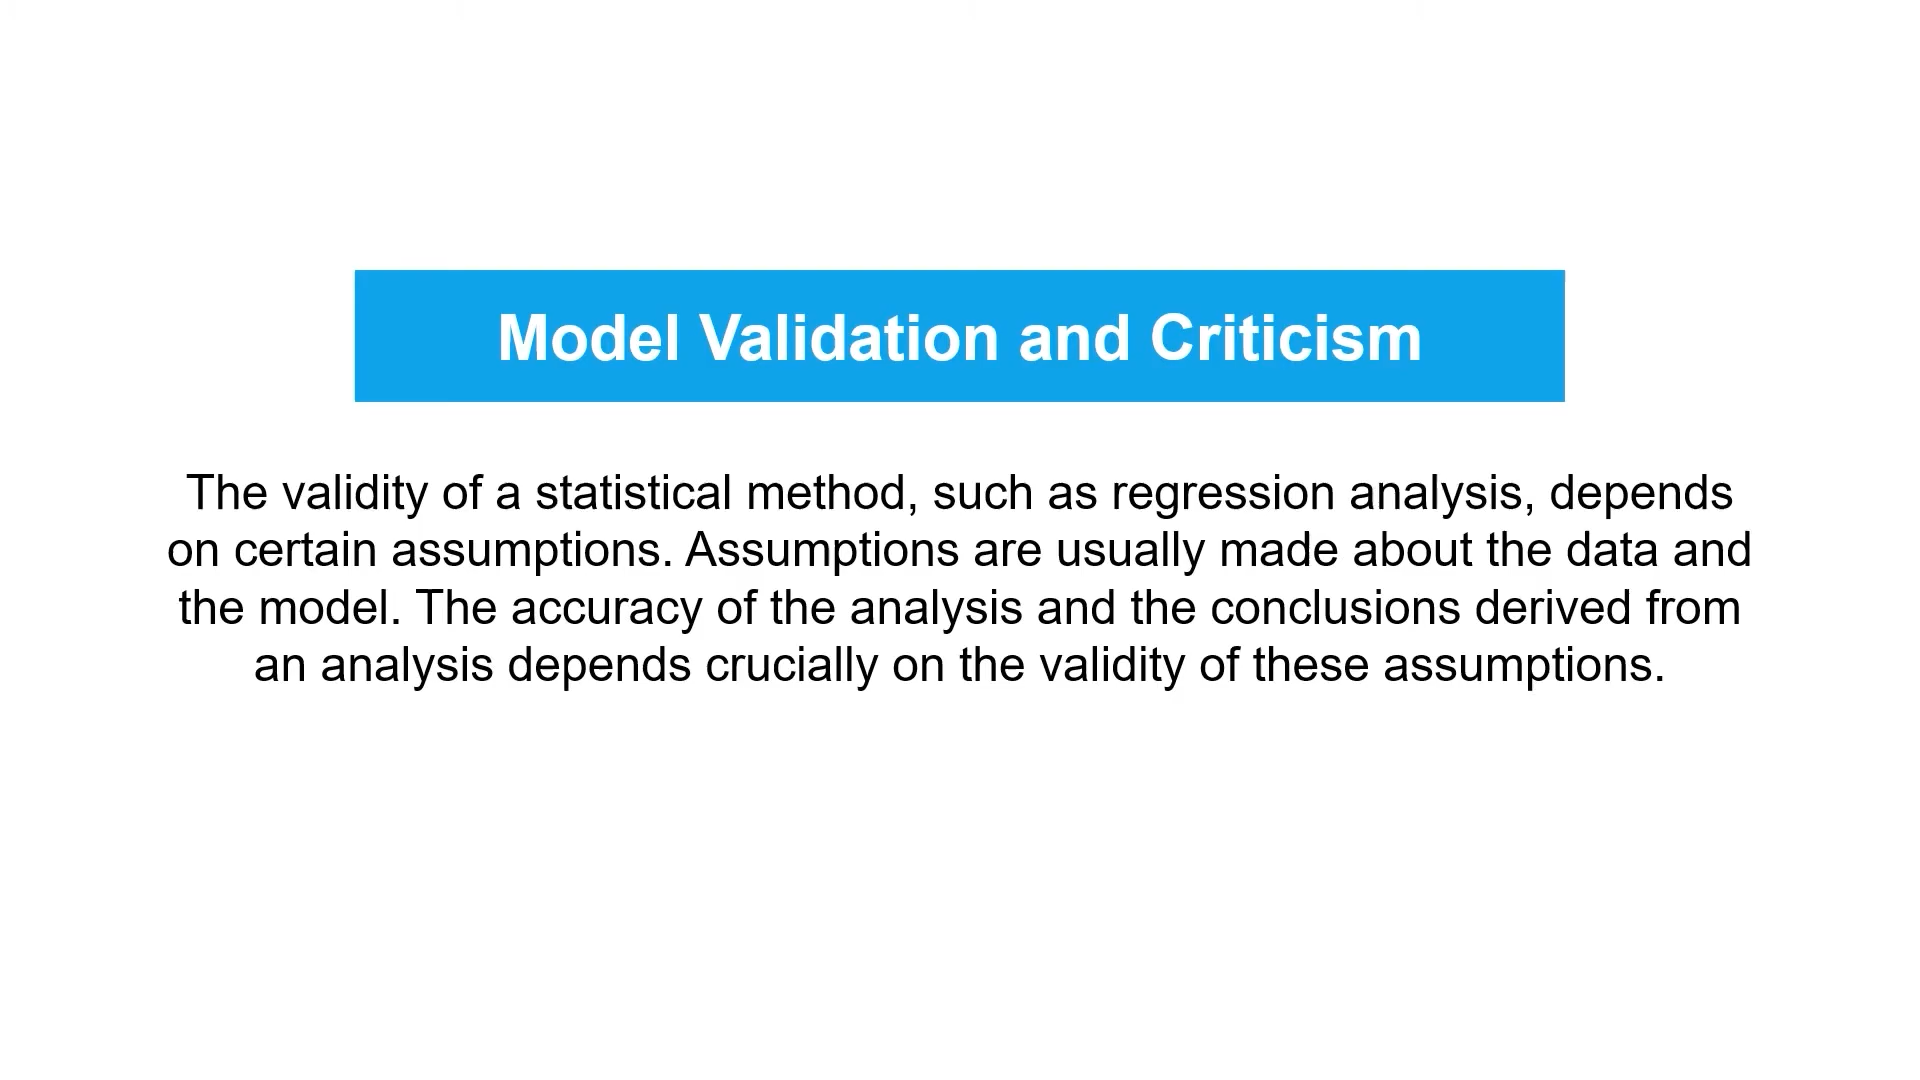 Model Validation and Criticism
The validity of a statistical method, such as regression analysis, depends
on certain assumptions. Assumptions are usually made about the data and
the model. The accuracy of the analysis and the conclusions derived from
an analysis depends crucially on the validity of these assumptions.